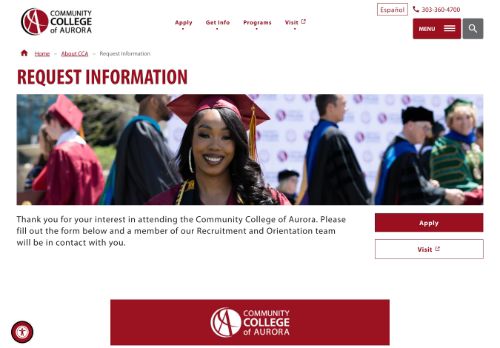 COMMUNITY
COLLEGE
of AURORA
Apply
Get Info
Programs
Visit
Español
303-360-4700
MENU
Home – About CCA – Request Information
REQUEST INFORMATION
Thank you for your interest in attending the Community College of Aurora. Please
fill out the form below and a member of our Recruitment and Orientation team
will be in contact with you.
Apply
Visit
COMMUNITY
COLLEGE
of AURORA